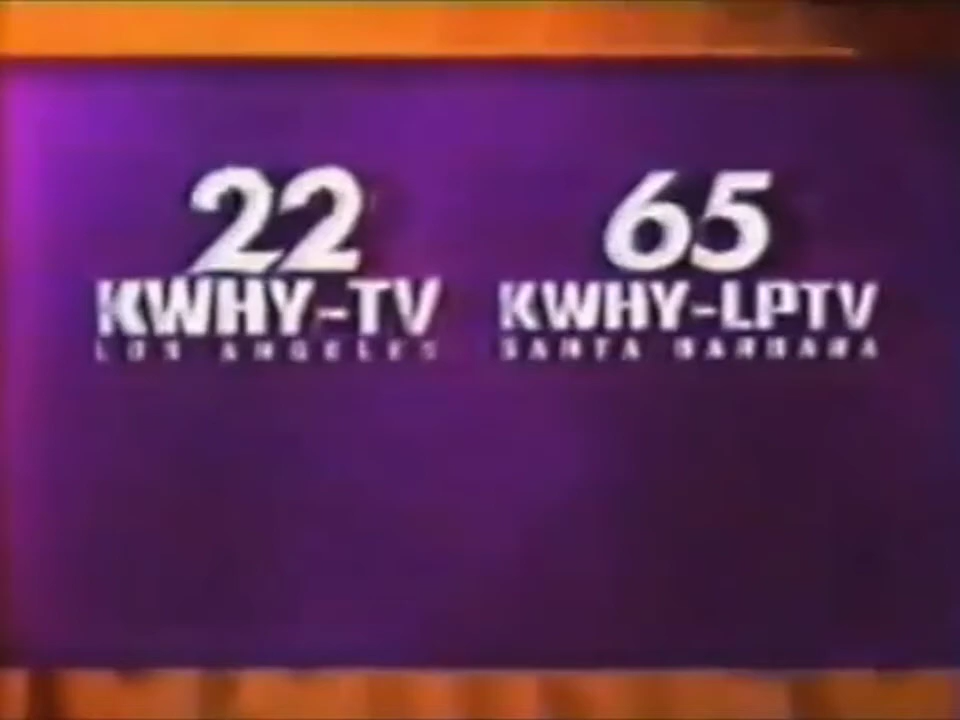 22
KWHY-TV
LOS ANGELES
65
KWHY-LPTV
SANTA BARBARA